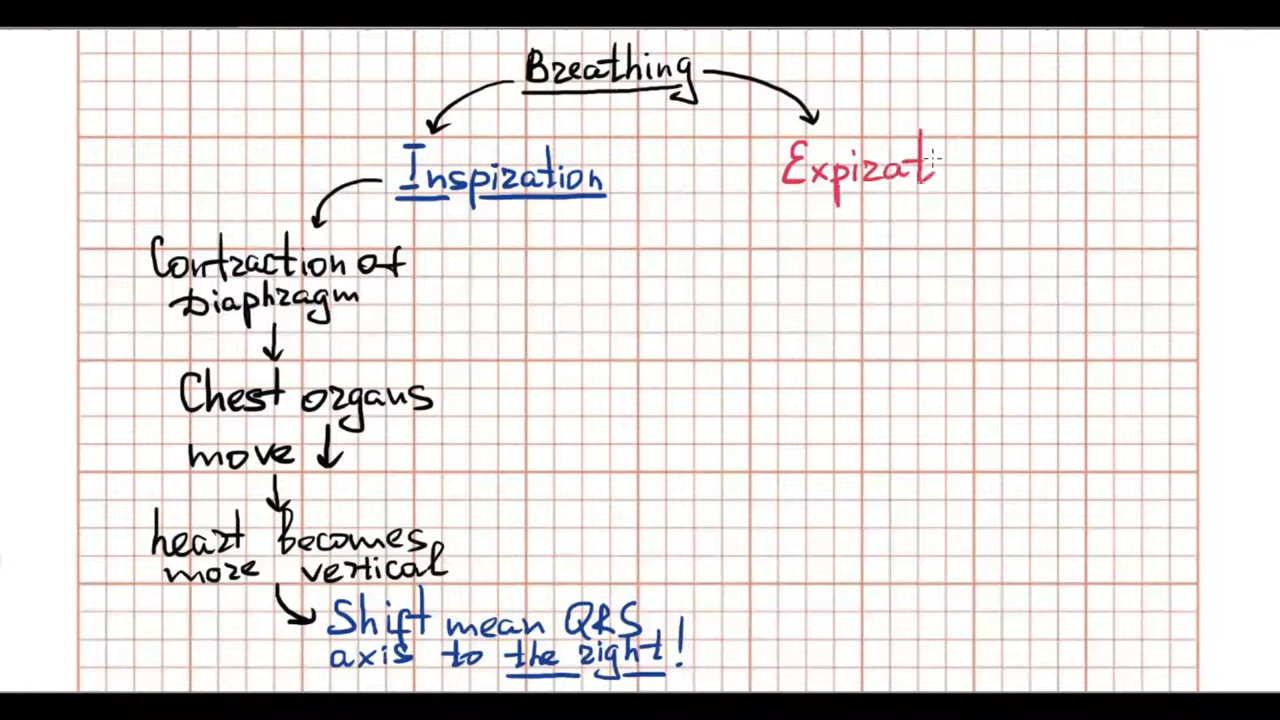 Breathing
Inspiration
Expirat
Contraction of
Diaphragm
Chest organs
move ↓
heart becomes
more vertical
Shift mean QRS
axis to the right!